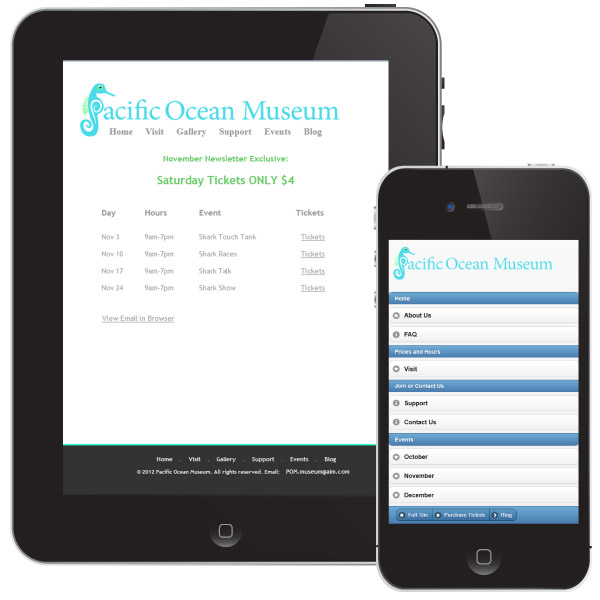 Pacific Ocean Museum
Home Visit Gallery Support Events Blog
November Newsletter Exclusive:
Saturday Tickets ONLY $4
Day Hours Event Tickets
Nov 3 9am-7pm Shark Touch Tank Tickets
Nov 10 9am-7pm Shark Races Tickets
Nov 17 9am-7pm Shark Talk Tickets
Nov 24 9am-7pm Shark Show Tickets
View Email in Browser
Home . Visit . Gallery . Support . Events . Blog
© 2012 Pacific Ocean Museum. All rights reserved. Email: POM.museum@aim.com
Pacific Ocean Museum
Home
About Us
FAQ
Prices and Hours
Visit
Join or Contact Us
Support
Contact Us
Events
October
November
December
Full Site Purchase Tickets Blog